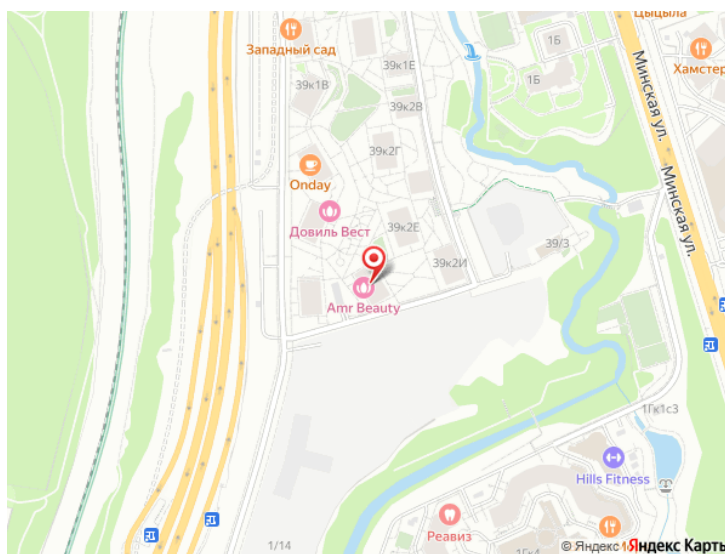 Цыцыла
Западный сад
1Б
Минская ул.
Хамстер
39к1Е
1Б
39к1В
39к2В
39к2Г
Onday
Минская ул.
Довиль Вест
39к2Е
39/3
39к2И
Amr Beauty
1Гк1с3
Hills Fitness
Реавиз
1/14
1Гк4
© Яндекс
Яндекс Карты